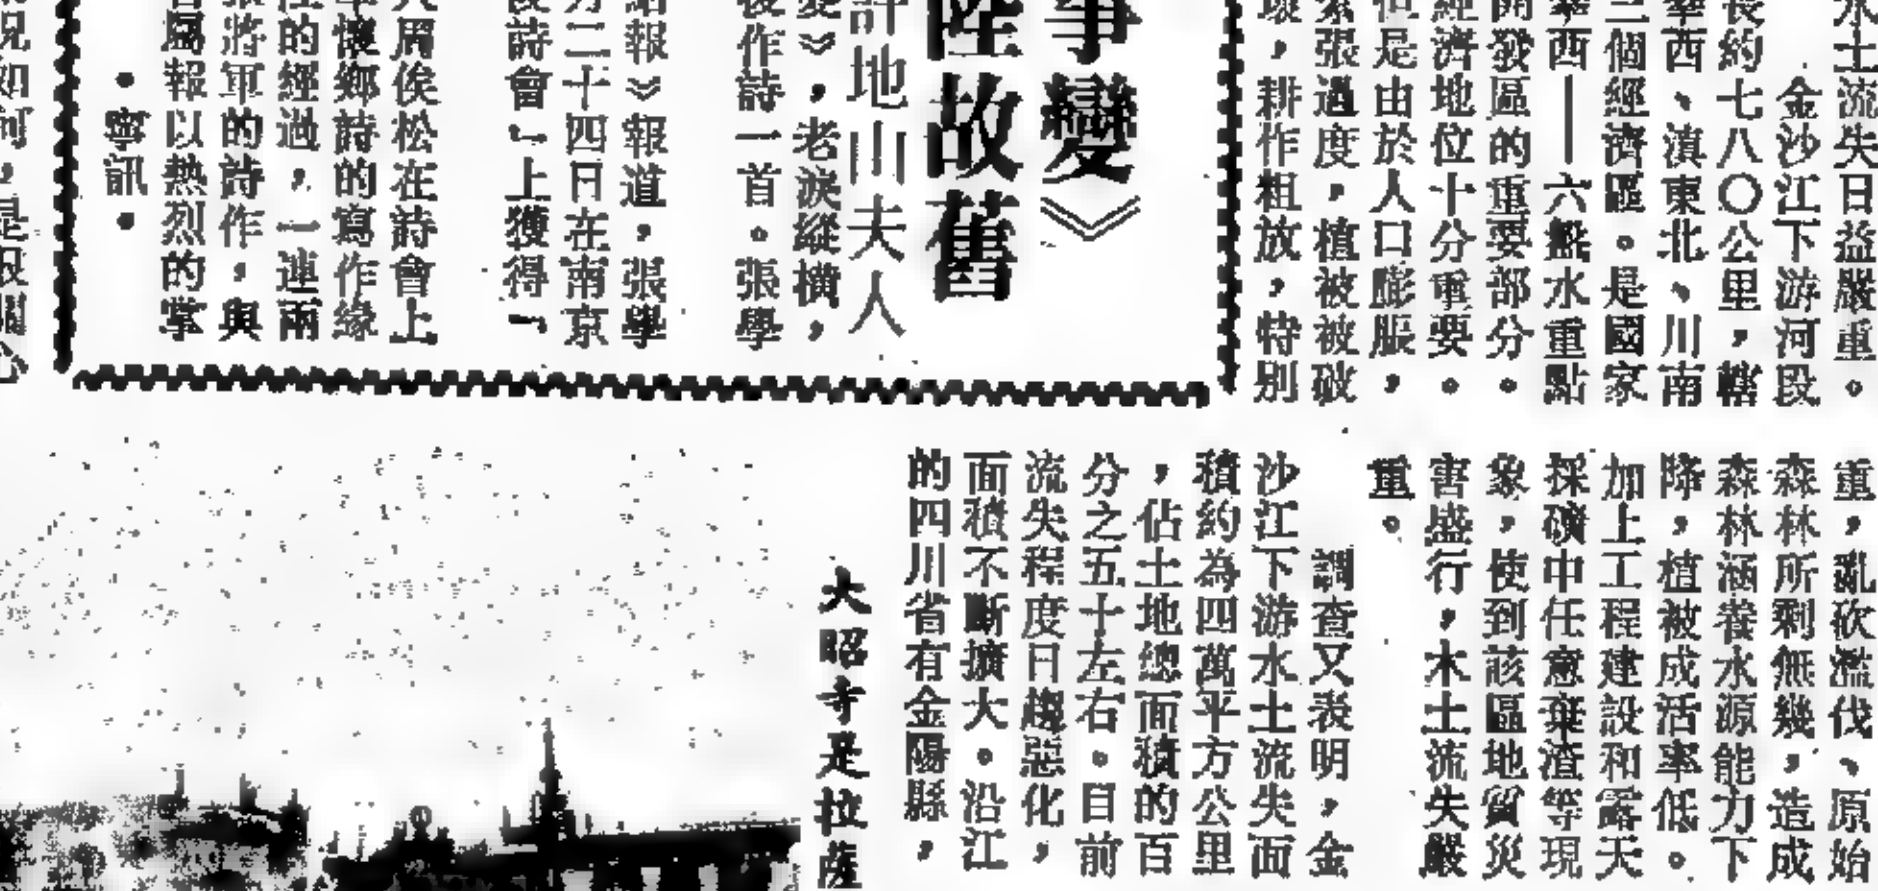 水土流失日益嚴重。
金沙江下游河段
長約七八〇公里，轄
華西、滇東北、川南
三個經濟區。是國家
開發區的重要部分。
華西——六盤水重點
經濟地位十分重要。
但是由於人口膨脹，
緊張過度，植被被破
壞，耕作粗放，特別
重，亂砍濫伐、原始
森林所剩無幾，造成
森林涵養水源能力下
降，植被成活率低。
加上工程建設和露天
採礦中任意棄渣等現
象，使到該區地質災
害盛行，木土流失嚴
重。
調查又表明，金
沙江下游水土流失面
積約為四萬平方公里
，佔土地總面積的百
分之五十左右。目前
流失程度日趨惡化，
面積不斷擴大。沿江
的四川省有金陽縣，
事變》
陸故舊
許地山夫人
變》，老淚縱橫，
後作詩一首。張學
報》報道，張學
二十四日在南京
詩會﹂上獲得﹁
周俟松在詩會上
懷鄉詩的寫作緣
的經過，一連兩
張將軍的詩作，與
屬報以熱烈的掌
•寧訊•
況如何，是很關心
大昭寺是拉薩